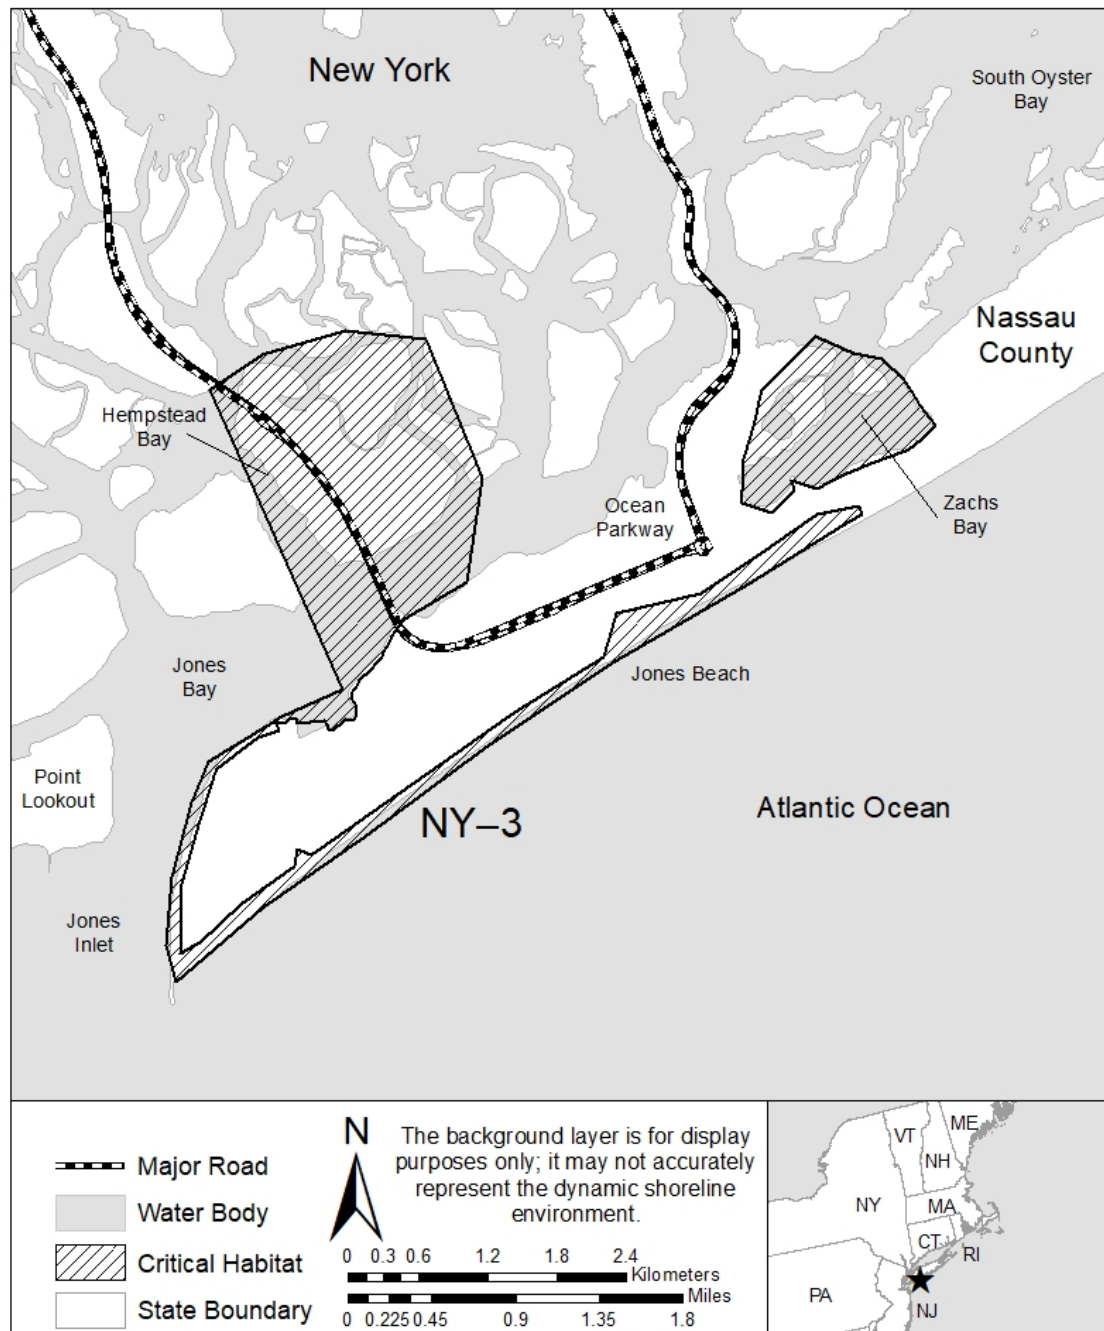 New York
South Oyster
Bay
Nassau
County
Hempstead
Bay
Ocean
Parkway
Zachs
Bay
Jones
Bay
Jones Beach
Point
Lookout
NY–3
Atlantic Ocean
Jones
Inlet
Major Road
Water Body
Critical Habitat
State Boundary
N
The background layer is for display
purposes only; it may not accurately
represent the dynamic shoreline
environment.
0 0.3 0.6 1.2 1.8 2.4
Kilometers
Miles
0 0.225 0.45 0.9 1.35 1.8
VT
ME
NH
NY
MA
CT
RI
PA
NJ